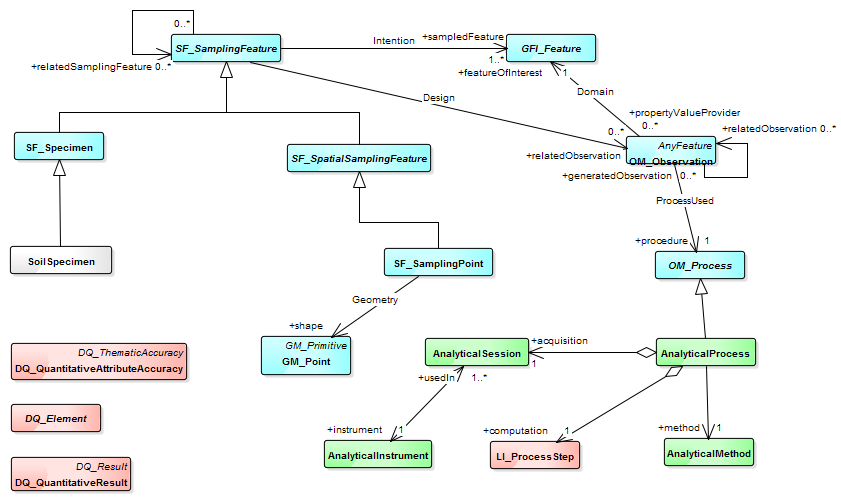 0..*
SF_SamplingFeature
+relatedSamplingFeature 0..*
Intention
+sampledFeature
1..*
GFI_Feature
+featureOfInterest
1
Domain
Design
+propertyValueProvider
0..*
0..*
+relatedObservation 0..*
SF_Specimen
SF_SpatialSamplingFeature
+relatedObservation
AnyFeature
OM_Observation
+generatedObservation
0..*
ProcessUsed
+procedure
1
SoilSpecimen
SF_SamplingPoint
OM_Process
Geometry
+shape
GM_Primitive
GM_Point
+acquisition
1
AnalyticalSession
AnalyticalProcess
DQ_ThematicAccuracy
DQ_QuantitativeAttributeAccuracy
+usedIn
1..*
DQ_Element
+instrument
1
+computation
1
+method
1
AnalyticalInstrument
LI_ProcessStep
AnalyticalMethod
DQ_Result
DQ_QuantitativeResult